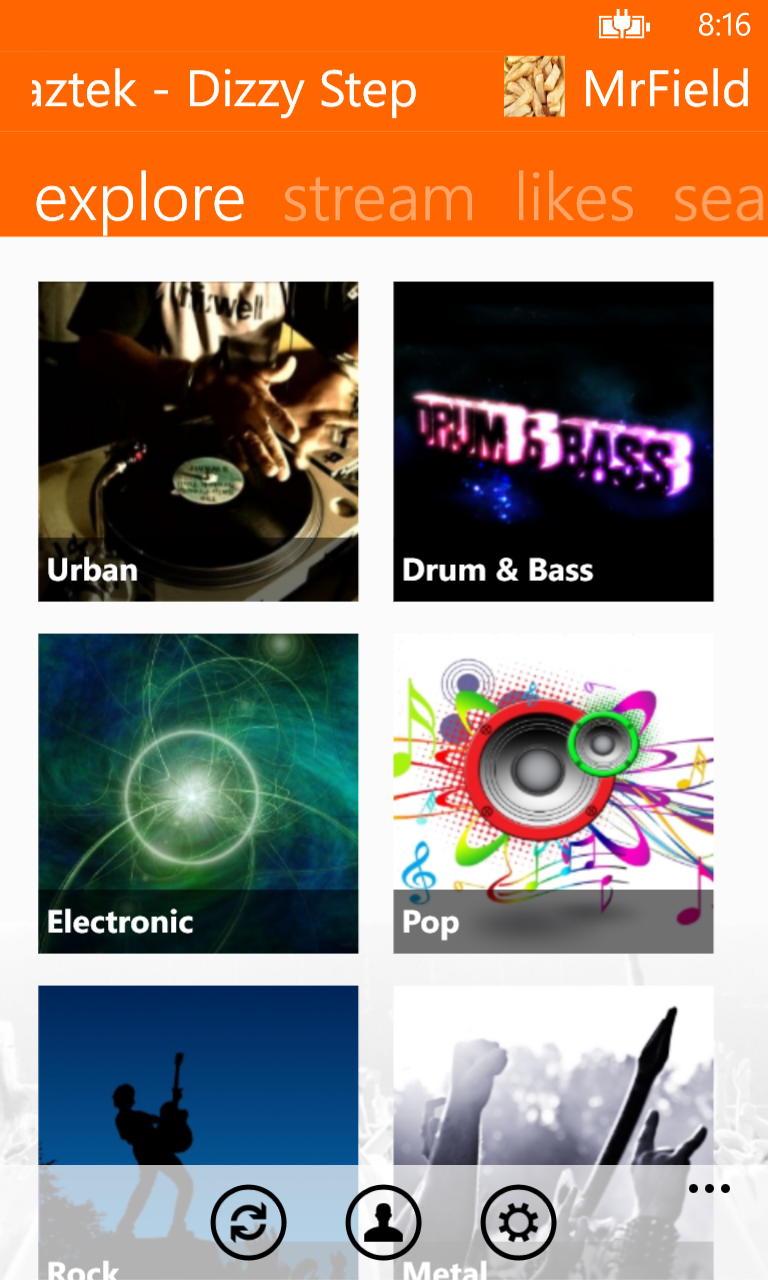 8:16
aztek - Dizzy Step
MrField
explore stream likes sea
Urban
DRUM & BASS
Drum & Bass
Electronic
Pop
Rock
Metal